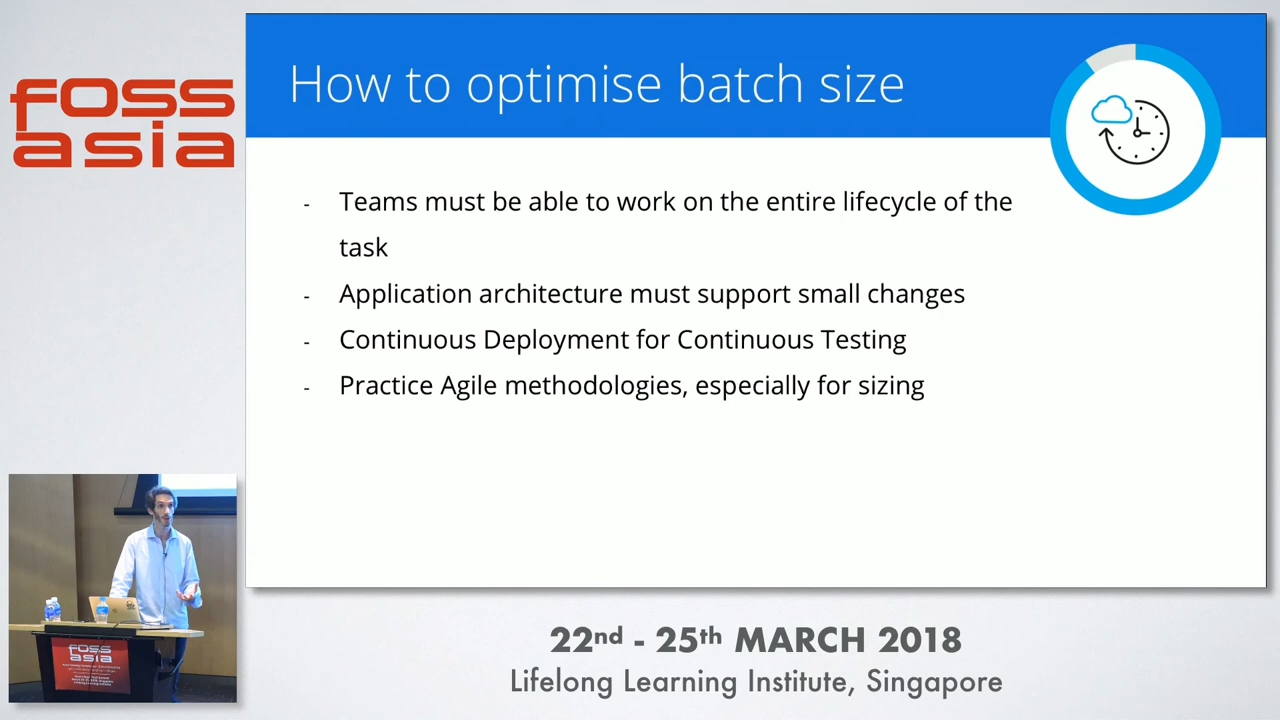 FOSS
asia
How to optimise batch size
- Teams must be able to work on the entire lifecycle of the
task
- Application architecture must support small changes
- Continuous Deployment for Continuous Testing
- Practice Agile methodologies, especially for sizing
FOSS
asia
22nd - 25th MARCH 2018
Lifelong Learning Institute, Singapore